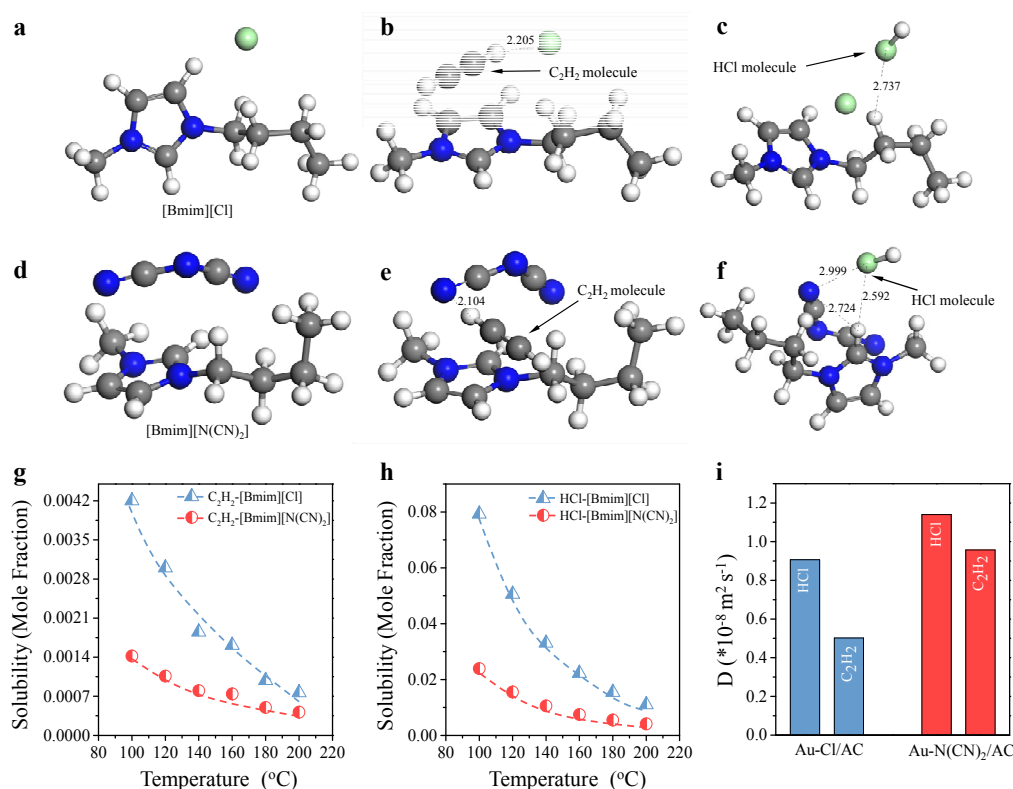 a
b
c
2.205
C₂H₂ molecule
HCl molecule
2.737
[Bmim][Cl]
d
e
f
2.104
C₂H₂ molecule
2.999
2.724
2.592
HCl molecule
[Bmim][N(CN)₂]
g
C₂H₂-[Bmim][Cl]
C₂H₂-[Bmim][N(CN)₂]
0.0042
0.0035
0.0028
0.0021
0.0014
0.0007
0.0000
Solubility (Mole Fraction)
100 120 140 160 180 200 220
Temperature (°C)
h
HCl-[Bmim][Cl]
HCl-[Bmim][N(CN)₂]
0.08
0.06
0.04
0.02
0.00
Solubility (Mole Fraction)
100 120 140 160 180 200 220
Temperature (°C)
i
1.2
1.0
0.8
0.6
0.4
0.2
0.0
D (*10⁻⁸ m² s⁻¹)
HCl
C₂H₂
HCl
C₂H₂
Au-Cl/AC
Au-N(CN)₂/AC